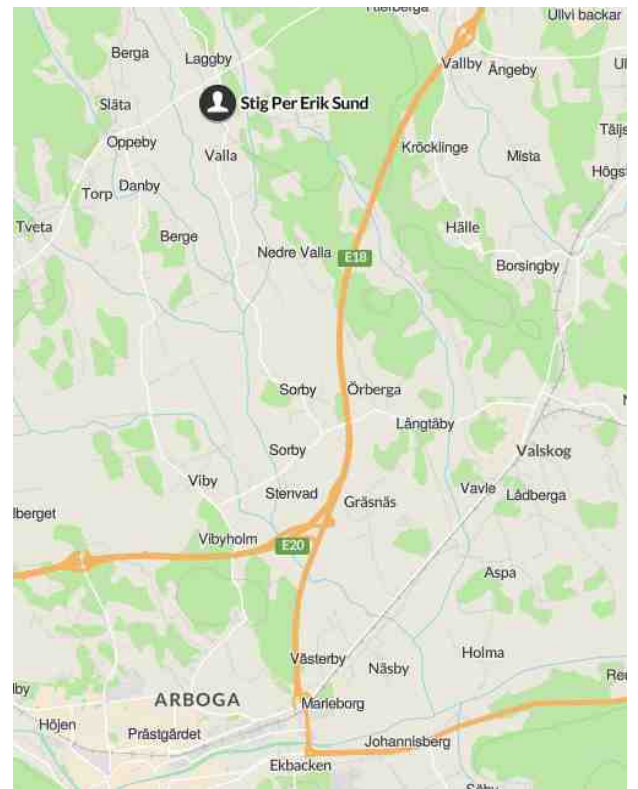 Ullvi backar
Berga
Laggby
Vallby
Ängeby
Stig Per Erik Sund
Släta
Oppeby
Valla
Kröcklinge
Mista
Torp
Danby
Tveta
Berge
Hälle
Nedre Valla
E18
Borsingby
Sorby
Örberga
Långtäby
Sorby
Valskog
Viby
Stenvad
Gräsnäs
Vavle
Lådberga
Vibyholm
E20
Aspa
Västerby
Näsby
Holma
ARBOGA
Marieborg
Höjen
Prästgärdet
Johannisberg
Ekbacken